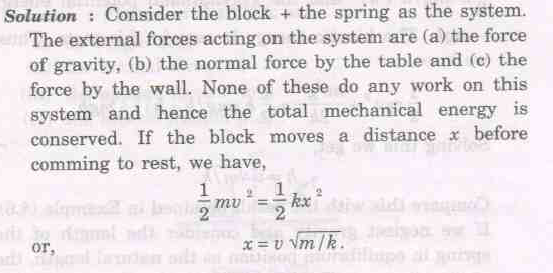 Solution : Consider the block + the spring as the system.
The external forces acting on the system are (a) the force
of gravity, (b) the normal force by the table and (c) the
force by the wall. None of these do any work on this
system and hence the total mechanical energy is
conserved. If the block moves a distance x before
comming to rest, we have,
1/2 mv² = 1/2 kx²
or, x = v √m/k.